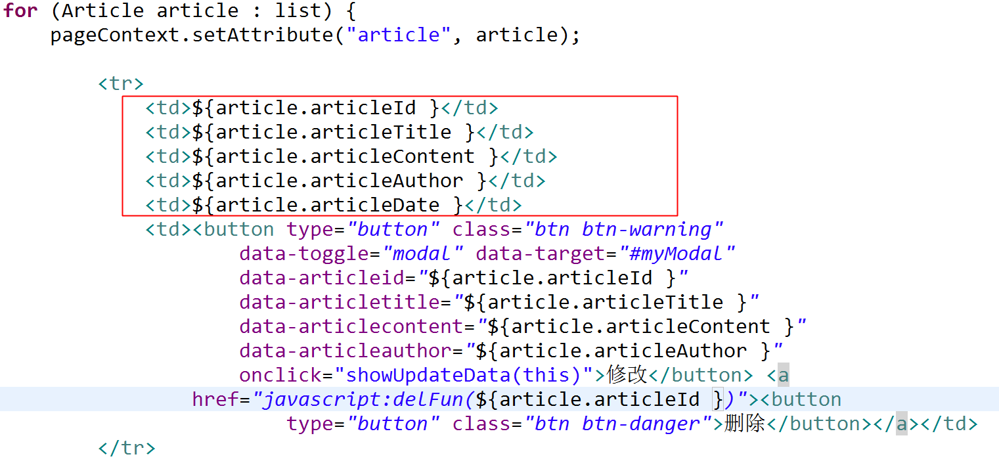 for (Article article : list) {
pageContext.setAttribute("article", article);
<tr>
<td>${article.articleId }</td>
<td>${article.articleTitle }</td>
<td>${article.articleContent }</td>
<td>${article.articleAuthor }</td>
<td>${article.articleDate }</td>
<td><button type="button" class="btn btn-warning"
data-toggle="modal" data-target="#myModal"
data-articleid="${article.articleId }"
data-articletitle="${article.articleTitle }"
data-articlecontent="${article.articleContent }"
data-articleauthor="${article.articleAuthor }"
onclick="showUpdateData(this)">修改</button> <a
href="javascript:delFun(${article.articleId })"><button
type="button" class="btn btn-danger">删除</button></a></td>
</tr>